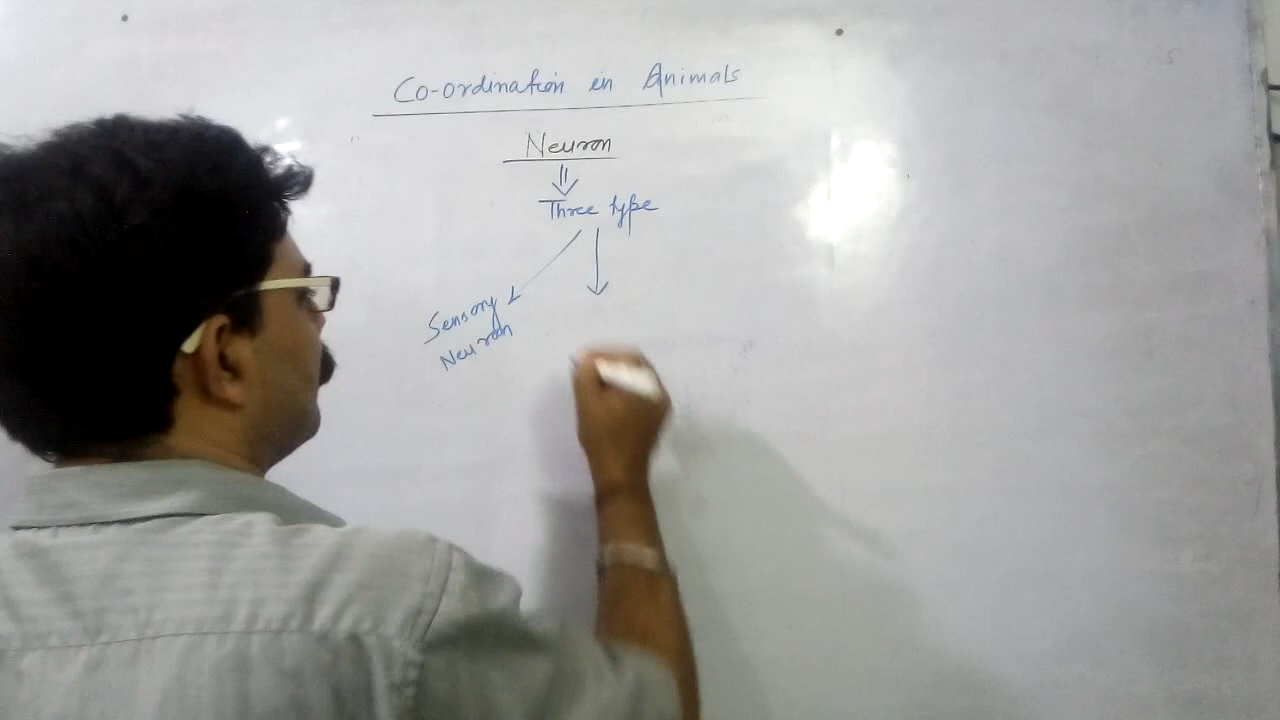 Co-ordination in Animals
Neuron
Three type
Sensory
Neuron